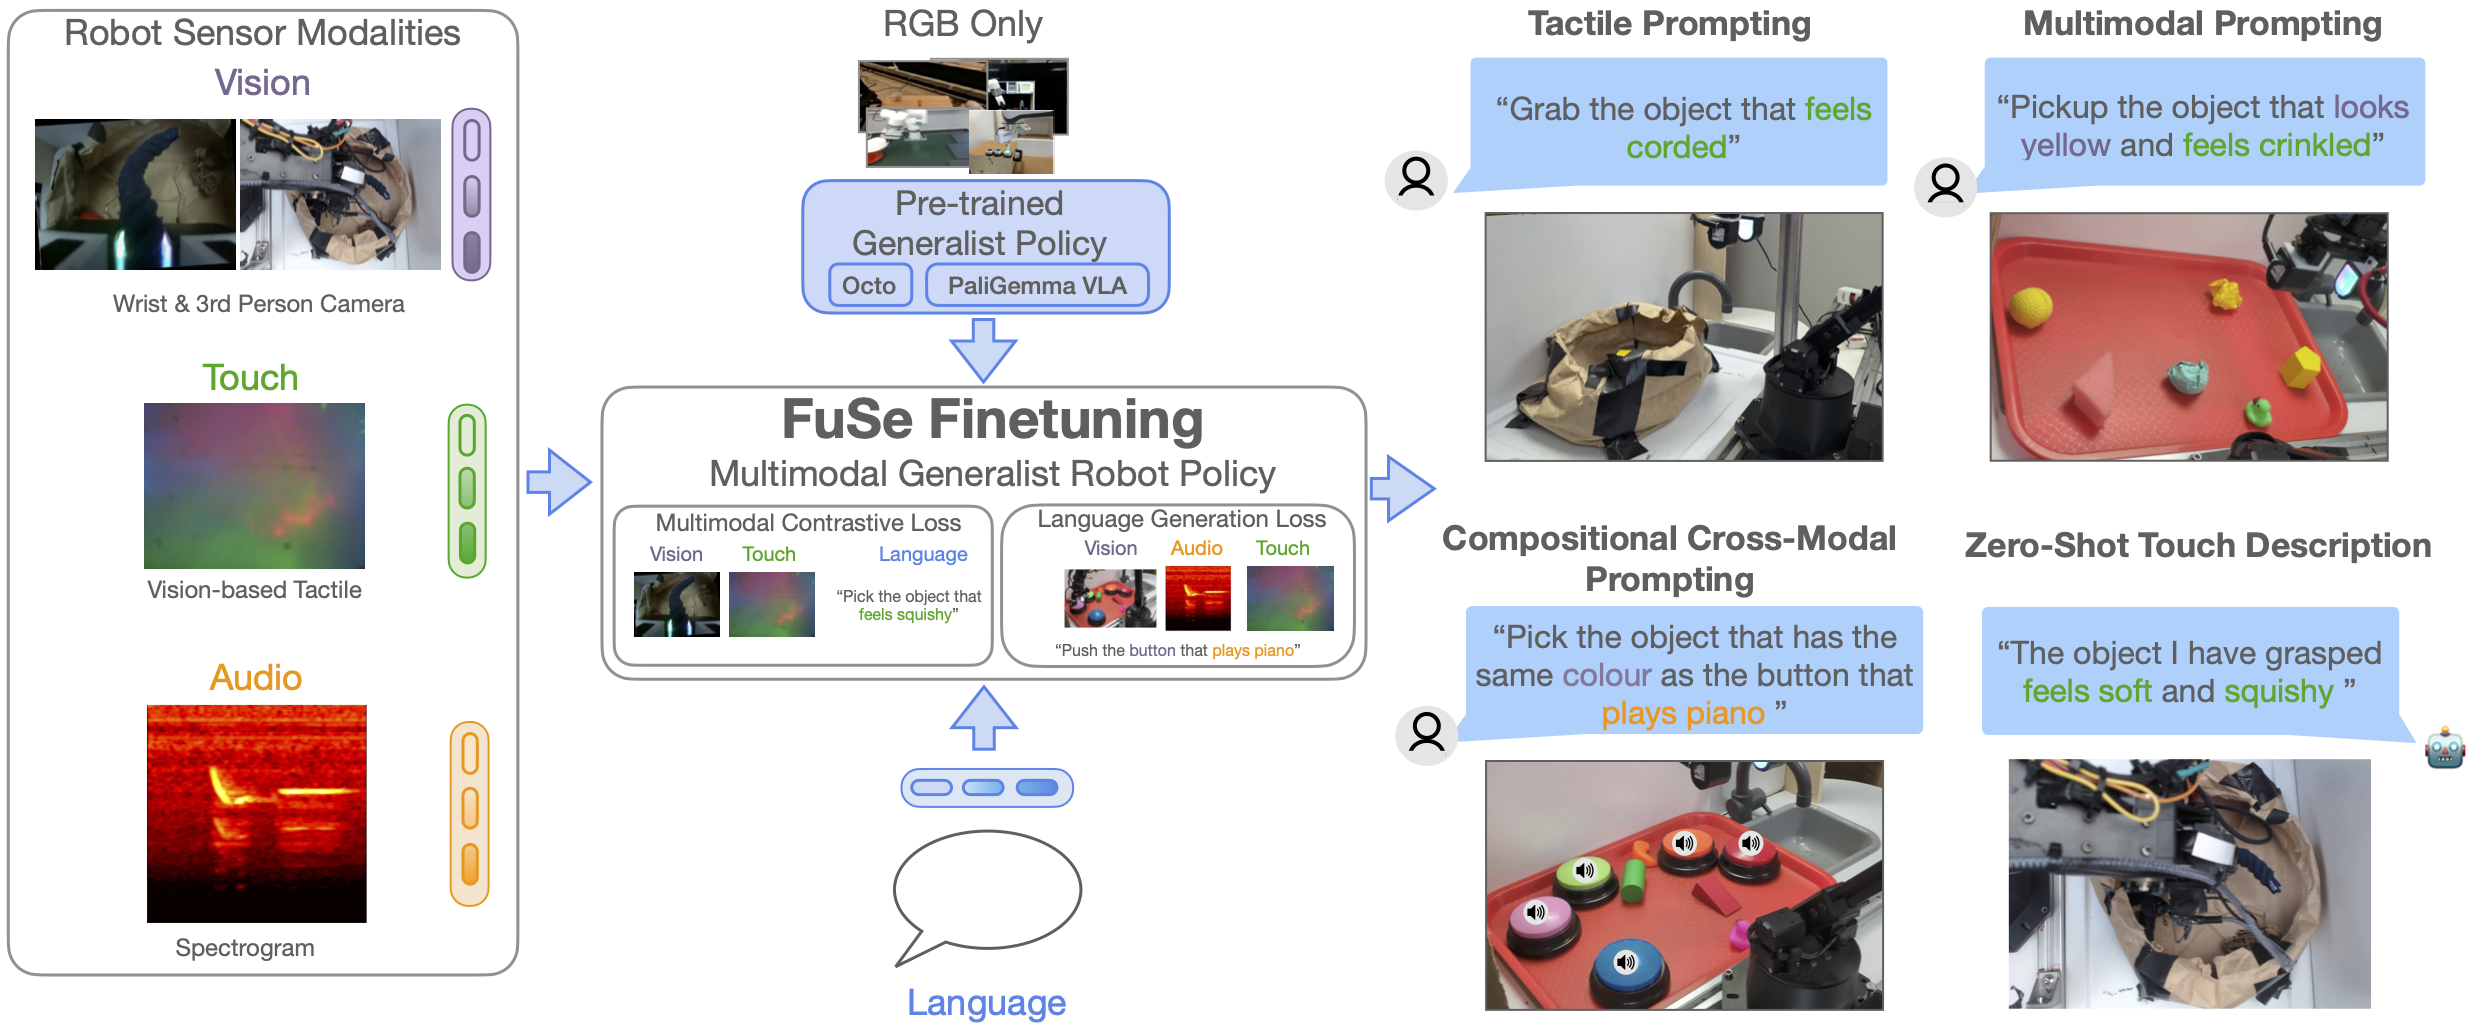 Robot Sensor Modalities
Vision
Wrist & 3rd Person Camera
Touch
Vision-based Tactile
Audio
Spectrogram
RGB Only
Pre-trained
Generalist Policy
Octo
PaliGemma VLA
FuSe Finetuning
Multimodal Generalist Robot Policy
Multimodal Contrastive Loss
Vision
Touch
Language
“Pick the object that
feels squishy”
Language Generation Loss
Vision
Audio
Touch
“Push the button that plays piano”
Language
Tactile Prompting
“Grab the object that feels
corded”
Multimodal Prompting
“Pickup the object that looks
yellow and feels crinkled”
Compositional Cross-Modal
Prompting
“Pick the object that has the
same colour as the button that
plays piano ”
Zero-Shot Touch Description
“The object I have grasped
feels soft and squishy ”